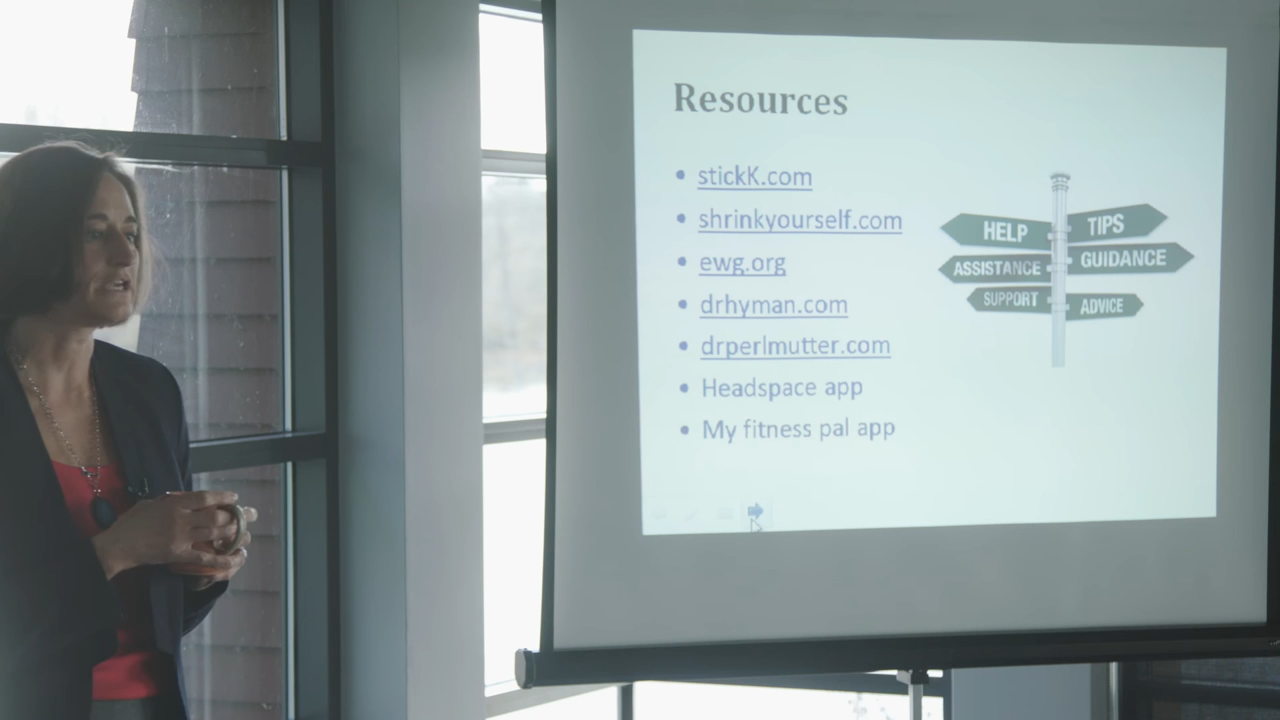 Resources
stickK.com
shrinkyourself.com
ewg.org
drhyman.com
drperlmutter.com
Headspace app
My fitness pal app
HELP
TIPS
ASSISTANCE
GUIDANCE
SUPPORT
ADVICE